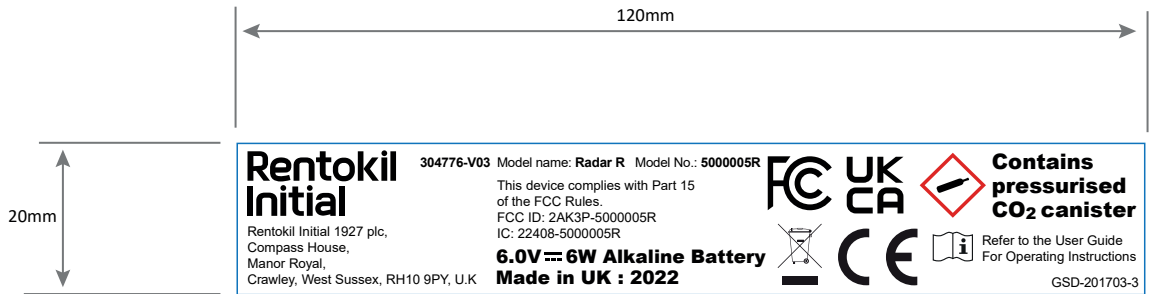 120mm
20mm
Rentokil
Initial
Rentokil Initial 1927 plc,
Compass House,
Manor Royal,
Crawley, West Sussex, RH10 9PY, U.K
304776-V03 Model name: Radar R Model No.: 5000005R
This device complies with Part 15
of the FCC Rules.
FCC ID: 2AK3P-5000005R
IC: 22408-5000005R
6.0V⎓6W Alkaline Battery
Made in UK : 2022
FC
UK
CA
CE
Contains
pressurised
CO₂ canister
i
Refer to the User Guide
For Operating Instructions
GSD-201703-3